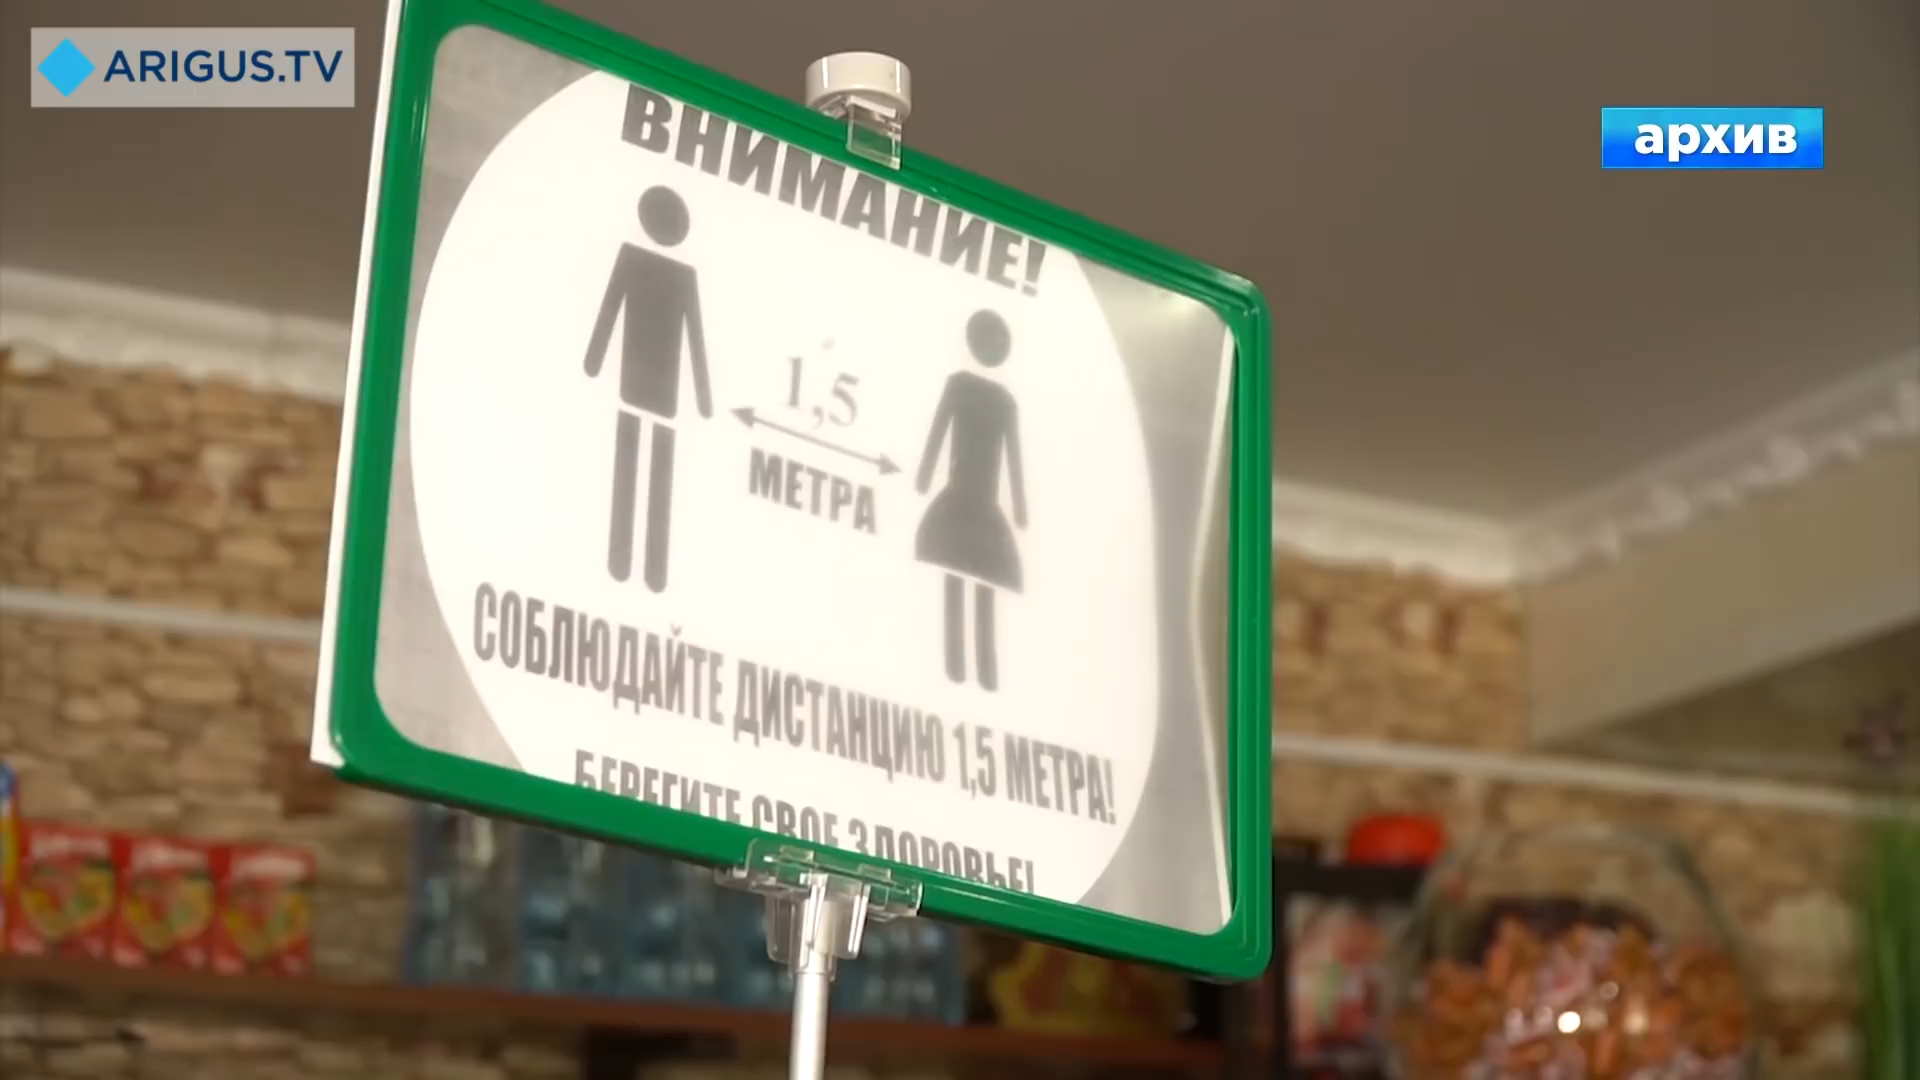 ARIGUS.TV
архив
ВНИМАНИЕ!
1,5
МЕТРА
СОБЛЮДАЙТЕ ДИСТАНЦИЮ 1,5 МЕТРА!
БЕРЕГИТЕ СВОЕ ЗДОРОВЬЕ!